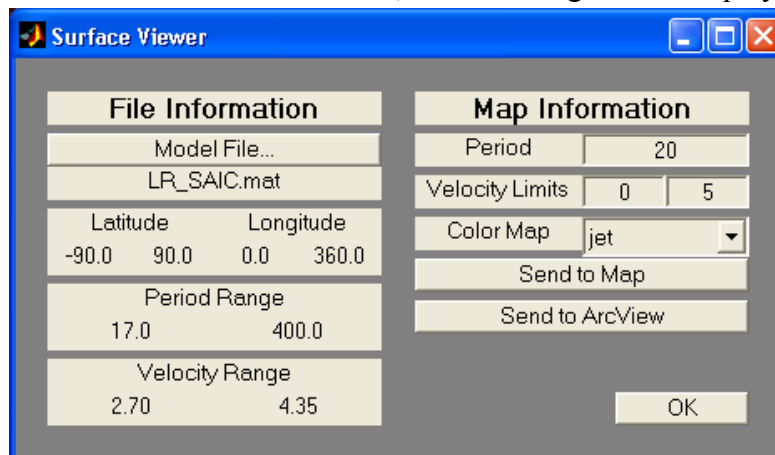 Surface Viewer
File Information
Model File...
LR_SAIC.mat
Latitude Longitude
-90.0 90.0 0.0 360.0
Period Range
17.0 400.0
Velocity Range
2.70 4.35
Map Information
Period 20
Velocity Limits 0 5
Color Map jet
Send to Map
Send to ArcView
OK